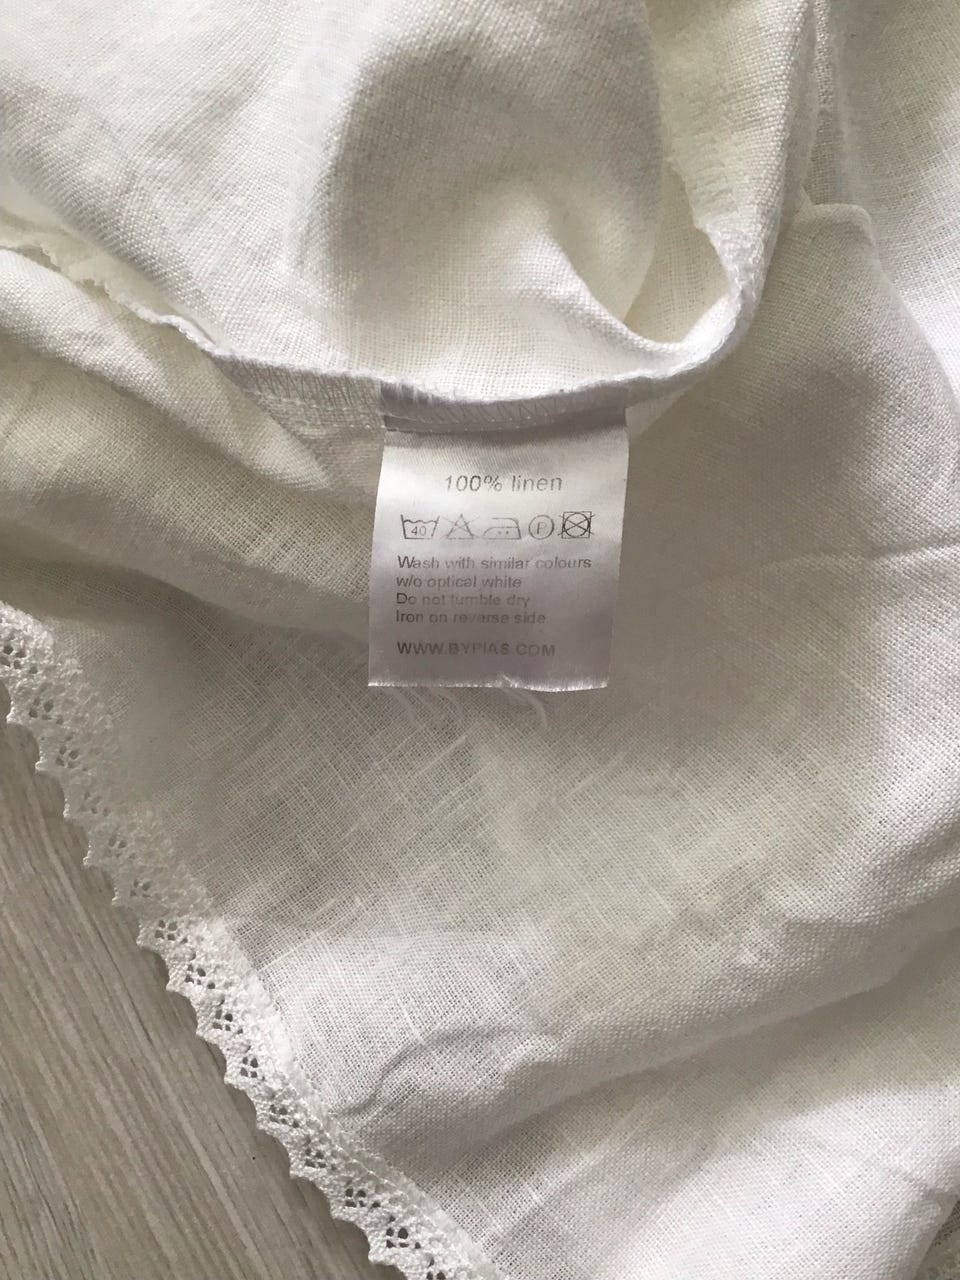 100% linen
40 P
Wash with similar colours
w/o optical white
Do not tumble dry
Iron on reverse side
WWW.BYPIAS.COM